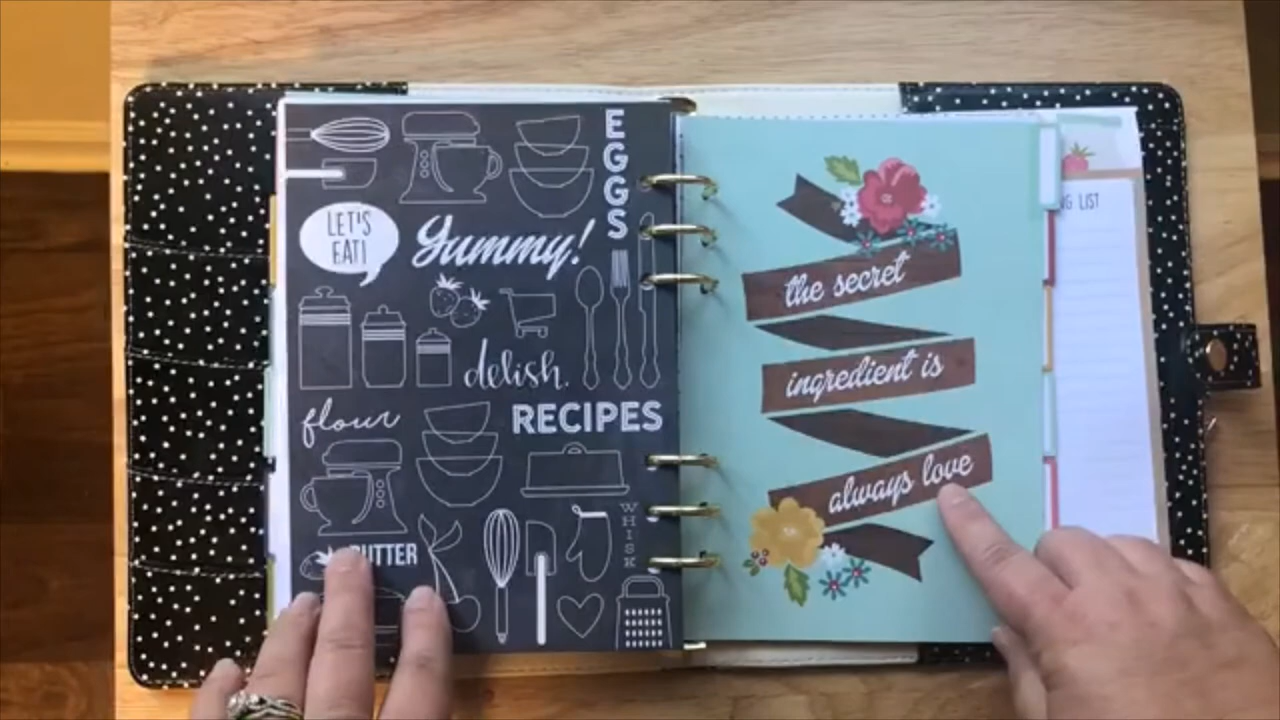 EGGS
LET'S
EAT!
Yummy!
delish.
flour
RECIPES
WHISK
BUTTER
the secret
ingredient is
always love
LIST